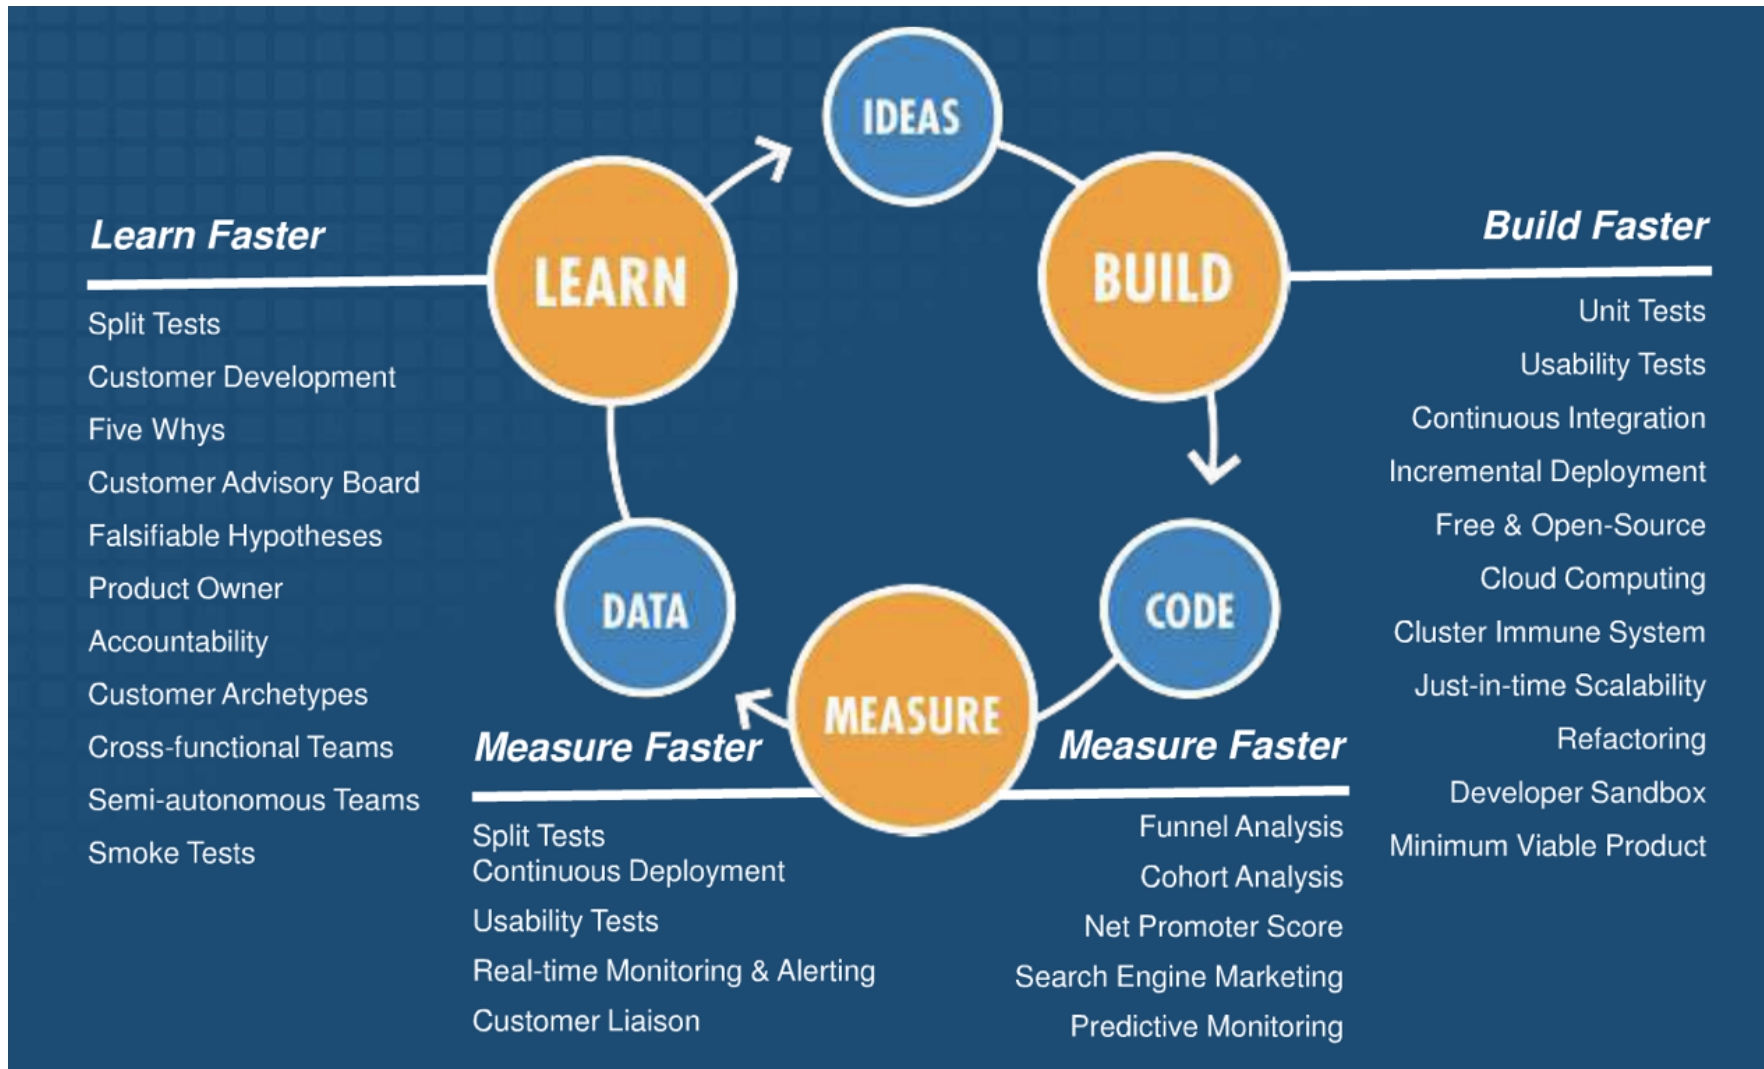 IDEAS
LEARN
BUILD
DATA
CODE
MEASURE
Learn Faster
Split Tests
Customer Development
Five Whys
Customer Advisory Board
Falsifiable Hypotheses
Product Owner
Accountability
Customer Archetypes
Cross-functional Teams
Semi-autonomous Teams
Smoke Tests
Measure Faster
Split Tests
Continuous Deployment
Usability Tests
Real-time Monitoring & Alerting
Customer Liaison
Measure Faster
Funnel Analysis
Cohort Analysis
Net Promoter Score
Search Engine Marketing
Predictive Monitoring
Build Faster
Unit Tests
Usability Tests
Continuous Integration
Incremental Deployment
Free & Open-Source
Cloud Computing
Cluster Immune System
Just-in-time Scalability
Refactoring
Developer Sandbox
Minimum Viable Product